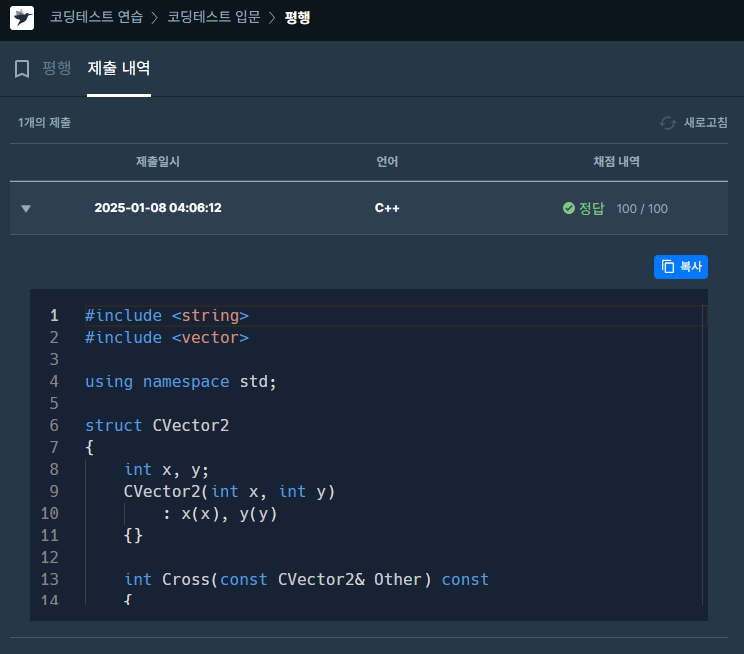 코딩테스트 연습 > 코딩테스트 입문 > 평행
평행 제출 내역
1개의 제출 새로고침
제출일시 언어 채점 내역
2025-01-08 04:06:12 C++ 정답 100 / 100
복사
1 #include <string>
2 #include <vector>
3
4 using namespace std;
5
6 struct CVector2
7 {
8 int x, y;
9 CVector2(int x, int y)
10 : x(x), y(y)
11 {}
12
13 int Cross(const CVector2& Other) const
14 {